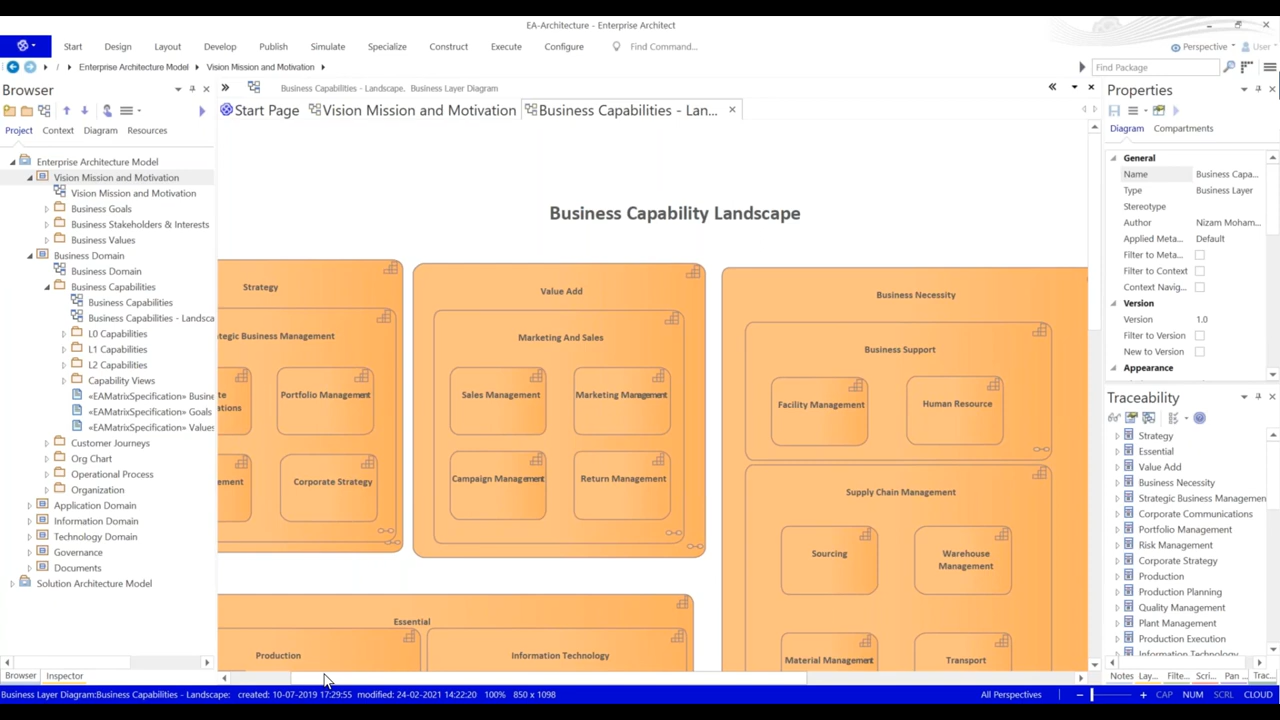 EA-Architecture - Enterprise Architect
Start Design Layout Develop Publish Simulate Specialize Construct Execute Configure Find Command... Perspective User
/ Enterprise Architecture Model Vision Mission and Motivation Find Package
Browser
Project Context Diagram Resources
Enterprise Architecture Model
Vision Mission and Motivation
Vision Mission and Motivation
Business Goals
Business Stakeholders & Interests
Business Values
Business Domain
Business Domain
Business Capabilities
Business Capabilities
Business Capabilities - Landsca
L0 Capabilities
L1 Capabilities
L2 Capabilities
Capability Views
«EAMatrixSpecification» Busine
«EAMatrixSpecification» Goals
«EAMatrixSpecification» Values
Customer Journeys
Org Chart
Operational Process
Organization
Application Domain
Information Domain
Technology Domain
Governance
Documents
Solution Architecture Model
Browser Inspector
Business Capabilities - Landscape. Business Layer Diagram
Start Page Vision Mission and Motivation Business Capabilities - Lan...
Business Capability Landscape
Strategy
tegic Business Management
te
ations
Portfolio Management
ement
Corporate Strategy
Value Add
Marketing And Sales
Sales Management
Marketing Management
Campaign Management
Return Management
Business Necessity
Business Support
Facility Management
Human Resource
Supply Chain Management
Sourcing
Warehouse
Management
Material Management
Transport
Essential
Production
Information Technology
Properties
Diagram Compartments
General
Name Business Capa...
Type Business Layer
Stereotype
Author Nizam Moham...
Applied Meta... Default
Filter to Meta...
Filter to Context
Context Navig...
Version
Version 1.0
Filter to Version
New to Version
Appearance
Traceability
Strategy
Essential
Value Add
Business Necessity
Strategic Business Managemen
Corporate Communications
Portfolio Management
Risk Management
Corporate Strategy
Production
Production Planning
Quality Management
Plant Management
Production Execution
Information Technology
Properties Lay... Filte... Scri... Pan ... Trac...
Business Layer Diagram:Business Capabilities - Landscape: created: 10-07-2019 17:29:55 modified: 24-02-2021 14:22:20 100% 850 x 1098 All Perspectives CAP NUM SCRL CLOUD